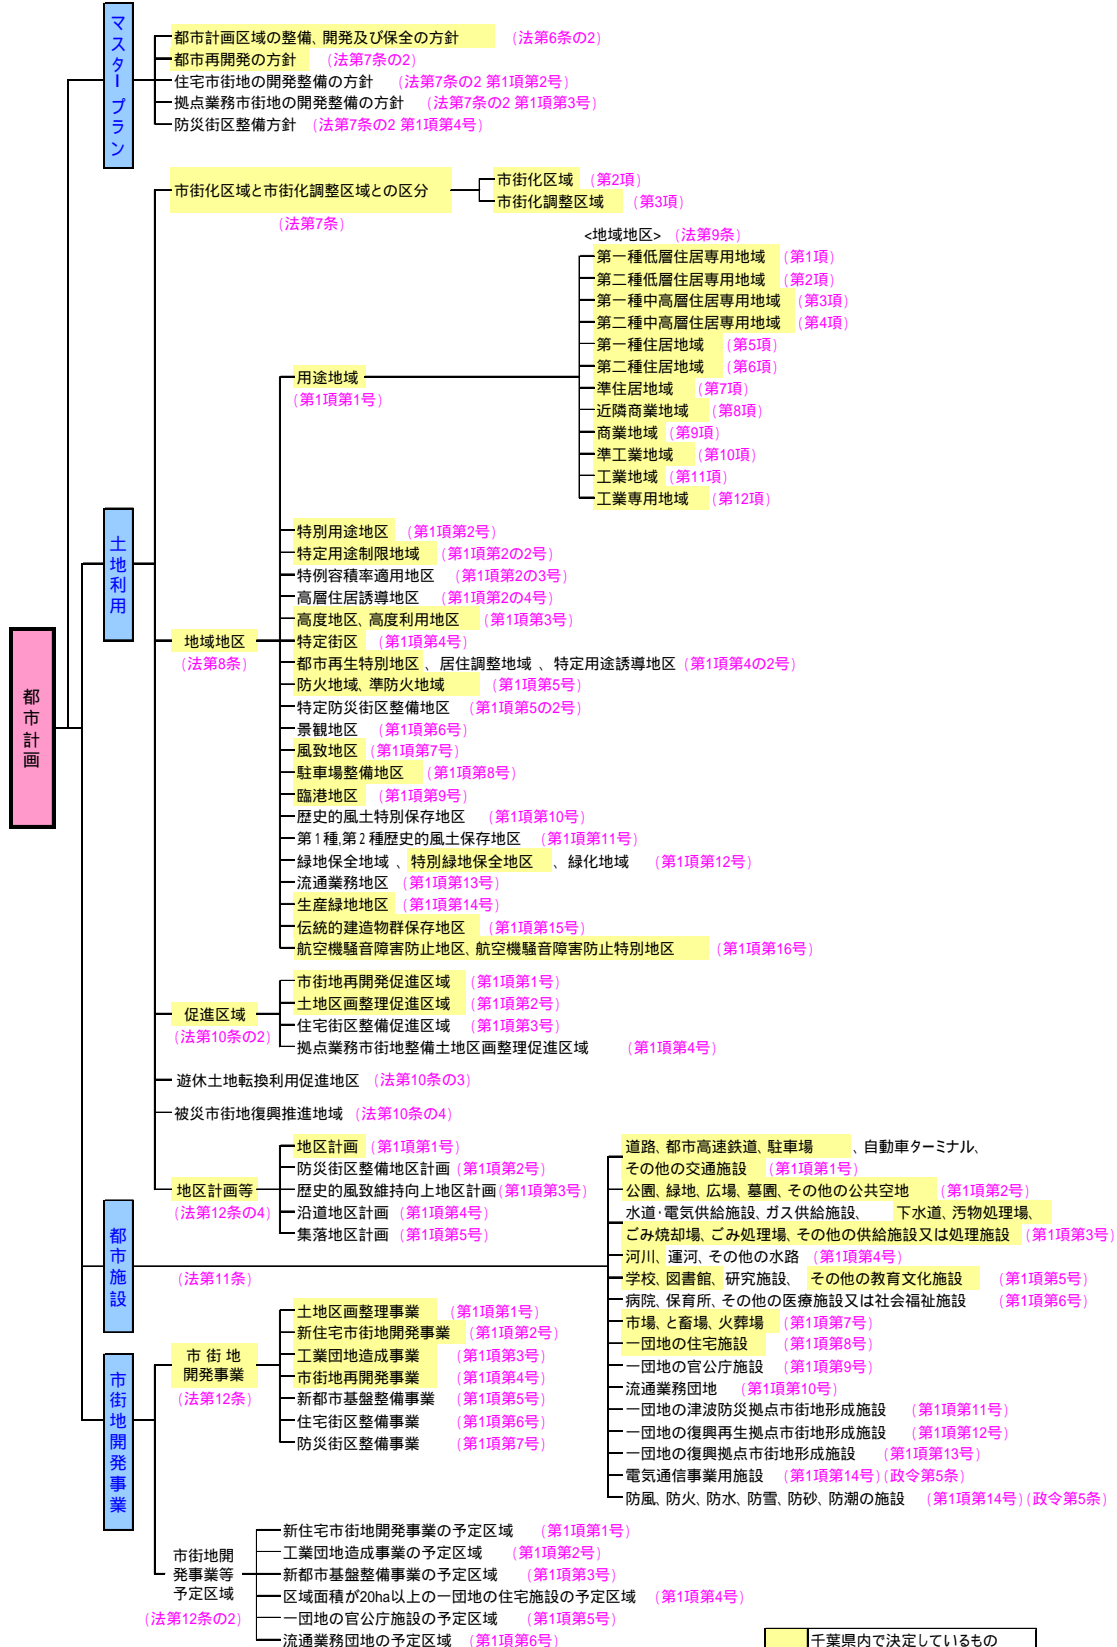 都市計画
マスタープラン
都市計画区域の整備、開発及び保全の方針 (法第6条の2)
都市再開発の方針 (法第7条の2)
住宅市街地の開発整備の方針 (法第7条の2 第1項第2号)
拠点業務市街地の開発整備の方針 (法第7条の2 第1項第3号)
防災街区整備方針 (法第7条の2 第1項第4号)
土地利用
市街化区域と市街化調整区域との区分
(法第7条)
市街化区域 (第2項)
市街化調整区域 (第3項)
地域地区
(法第8条)
用途地域
(第1項第1号)
<地域地区> (法第9条)
第一種低層住居専用地域 (第1項)
第二種低層住居専用地域 (第2項)
第一種中高層住居専用地域 (第3項)
第二種中高層住居専用地域 (第4項)
第一種住居地域 (第5項)
第二種住居地域 (第6項)
準住居地域 (第7項)
近隣商業地域 (第8項)
商業地域 (第9項)
準工業地域 (第10項)
工業地域 (第11項)
工業専用地域 (第12項)
特別用途地区 (第1項第2号)
特定用途制限地域 (第1項第2の2号)
特例容積率適用地区 (第1項第2の3号)
高層住居誘導地区 (第1項第2の4号)
高度地区、高度利用地区 (第1項第3号)
特定街区 (第1項第4号)
都市再生特別地区 、居住調整地域 、特定用途誘導地区 (第1項第4の2号)
防火地域、準防火地域 (第1項第5号)
特定防災街区整備地区 (第1項第5の2号)
景観地区 (第1項第6号)
風致地区 (第1項第7号)
駐車場整備地区 (第1項第8号)
臨港地区 (第1項第9号)
歴史的風土特別保存地区 (第1項第10号)
第1種,第2種歴史的風土保存地区 (第1項第11号)
緑地保全地域 、特別緑地保全地区 、緑化地域 (第1項第12号)
流通業務地区 (第1項第13号)
生産緑地地区 (第1項第14号)
伝統的建造物群保存地区 (第1項第15号)
航空機騒音障害防止地区、航空機騒音障害防止特別地区 (第1項第16号)
促進区域
(法第10条の2)
市街地再開発促進区域 (第1項第1号)
土地区画整理促進区域 (第1項第2号)
住宅街区整備促進区域 (第1項第3号)
拠点業務市街地整備土地区画整理促進区域 (第1項第4号)
遊休土地転換利用促進地区 (法第10条の3)
被災市街地復興推進地域 (法第10条の4)
地区計画等
(法第12条の4)
地区計画 (第1項第1号)
防災街区整備地区計画 (第1項第2号)
歴史的風致維持向上地区計画 (第1項第3号)
沿道地区計画 (第1項第4号)
集落地区計画 (第1項第5号)
都市施設
(法第11条)
道路、都市高速鉄道、駐車場 、自動車ターミナル、
その他の交通施設 (第1項第1号)
公園、緑地、広場、墓園、その他の公共空地 (第1項第2号)
水道・電気供給施設、ガス供給施設、 下水道、汚物処理場、
ごみ焼却場、ごみ処理場、その他の供給施設又は処理施設 (第1項第3号)
河川、運河、その他の水路 (第1項第4号)
学校、図書館、研究施設、 その他の教育文化施設 (第1項第5号)
病院、保育所、その他の医療施設又は社会福祉施設 (第1項第6号)
市場、と畜場、火葬場 (第1項第7号)
一団地の住宅施設 (第1項第8号)
一団地の官公庁施設 (第1項第9号)
流通業務団地 (第1項第10号)
一団地の津波防災拠点市街地形成施設 (第1項第11号)
一団地の復興再生拠点市街地形成施設 (第1項第12号)
一団地の復興拠点市街地形成施設 (第1項第13号)
電気通信事業用施設 (第1項第14号)(政令第5条)
防風、防火、防水、防雪、防砂、防潮の施設 (第1項第14号)(政令第5条)
市街地開発事業
市街地
開発事業
(法第12条)
土地区画整理事業 (第1項第1号)
新住宅市街地開発事業 (第1項第2号)
工業団地造成事業 (第1項第3号)
市街地再開発事業 (第1項第4号)
新都市基盤整備事業 (第1項第5号)
住宅街区整備事業 (第1項第6号)
防災街区整備事業 (第1項第7号)
市街地開
発事業等
予定区域
(法第12条の2)
新住宅市街地開発事業の予定区域 (第1項第1号)
工業団地造成事業の予定区域 (第1項第2号)
新都市基盤整備事業の予定区域 (第1項第3号)
区域面積が20ha以上の一団地の住宅施設の予定区域 (第1項第4号)
一団地の官公庁施設の予定区域 (第1項第5号)
流通業務団地の予定区域 (第1項第6号)
千葉県内で決定しているもの